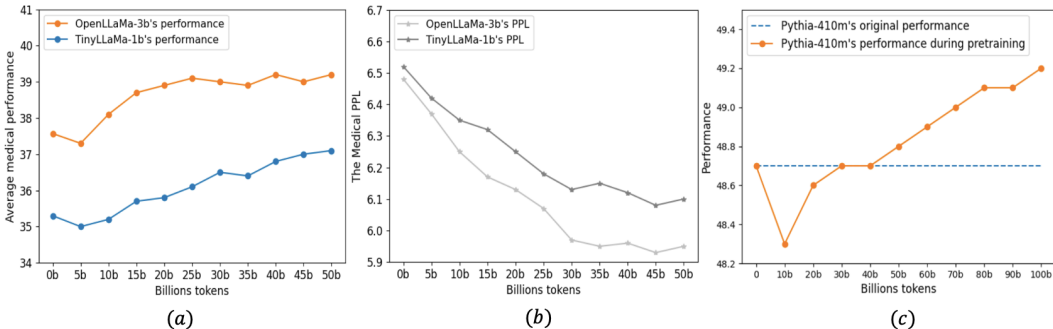 41
40
39
38
37
36
35
34
Average medical performance
OpenLLaMa-3b's performance
TinyLLaMa-1b's performance
0b 5b 10b 15b 20b 25b 30b 35b 40b 45b 50b
Billions tokens
(a)
6.7
6.6
6.5
6.4
6.3
6.2
6.1
6.0
5.9
The Medical PPL
OpenLLaMa-3b's PPL
TinyLLaMa-1b's PPL
0b 5b 10b 15b 20b 25b 30b 35b 40b 45b 50b
Billions tokens
(b)
49.4
49.2
49.0
48.8
48.6
48.4
48.2
Performance
Pythia-410m's original performance
Pythia-410m's performance during pretraining
0 10b 20b 30b 40b 50b 60b 70b 80b 90b 100b
Billions tokens
(c)